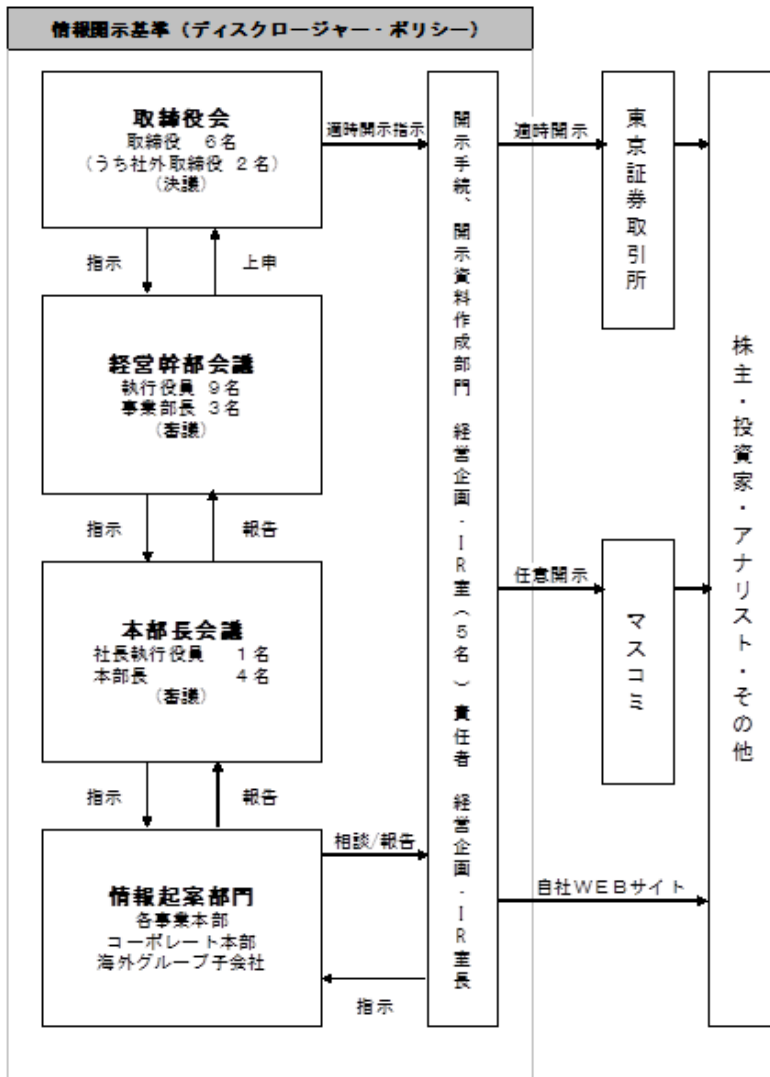 情報開示基準（ディスクロージャー・ポリシー）
取締役会
取締役　６名
（うち社外取締役　２名）
（決議）
適時開示指示
指示
上申
経営幹部会議
執行役員　９名
事業部長　３名
（審議）
指示
報告
本部長会議
社長執行役員　１名
本部長　４名
（審議）
指示
報告
情報起案部門
各事業本部
コーポレート本部
海外グループ子会社
相談/報告
指示
開示手続、開示資料作成部門　経営企画・ＩＲ室（５名）責任者　経営企画・ＩＲ室長
適時開示
東京証券取引所
任意開示
マスコミ
自社ＷＥＢサイト
株主・投資家・アナリスト・その他